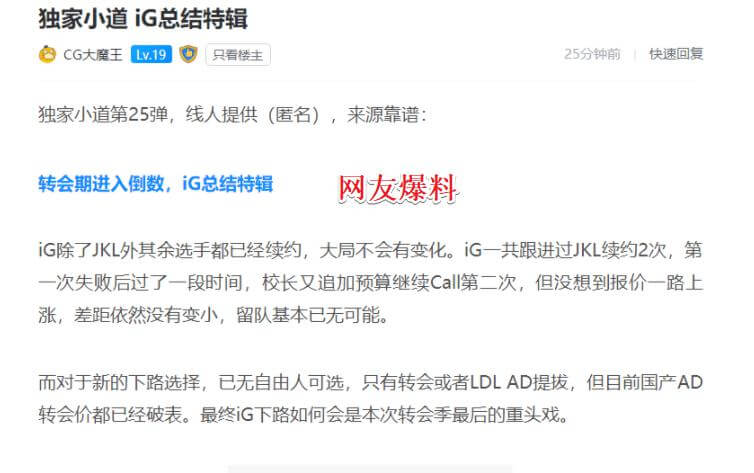 独家小道 iG总结特辑
CG大魔王 Lv.19 只看楼主 25分钟前 快速回复
独家小道第25弹，线人提供（匿名），来源靠谱：
转会期进入倒数，iG总结特辑 网友爆料
iG除了JKL外其余选手都已经续约，大局不会有变化。iG一共跟进过JKL续约2次，第
一次失败后过了一段时间，校长又追加预算继续Call第二次，但没想到报价一路上
涨，差距依然没有变小，留队基本已无可能。
而对于新的下路选择，已无自由人可选，只有转会或者LDL AD提拔，但目前国产AD
转会价都已经破表。最终iG下路如何会是本次转会季最后的重头戏。